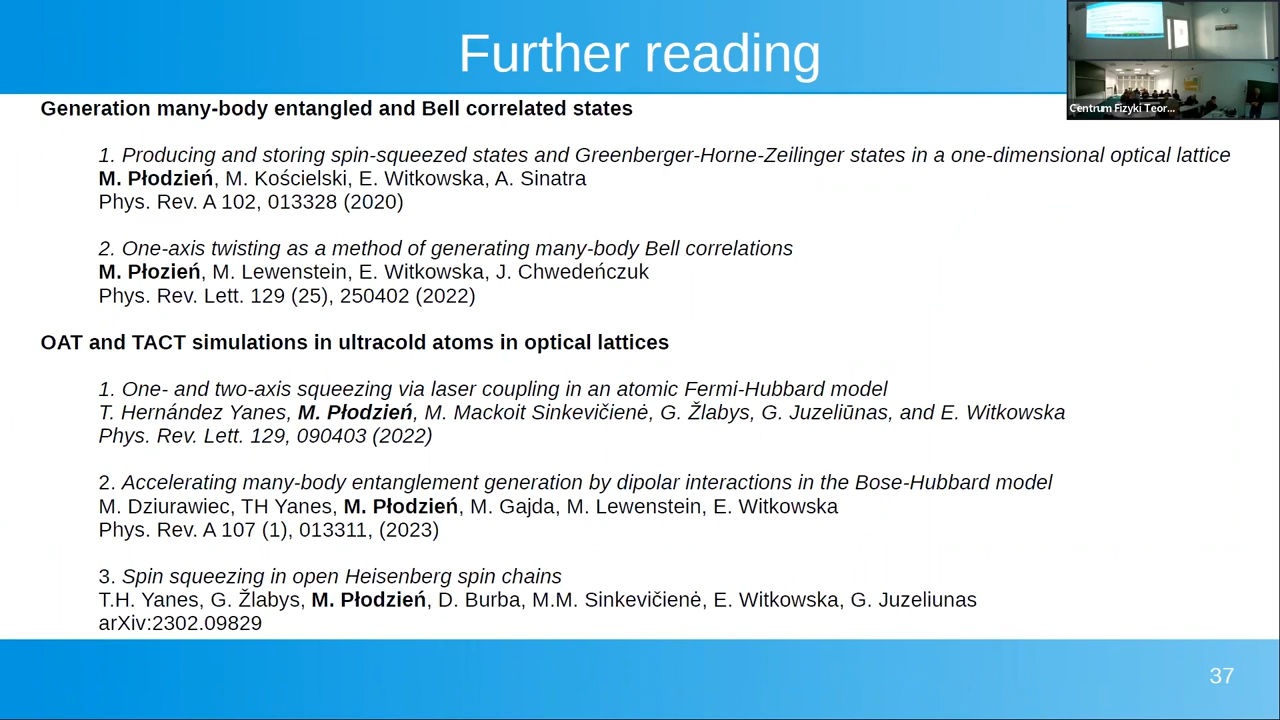 Further reading
Centrum Fizyki Teor...
Generation many-body entangled and Bell correlated states
1. Producing and storing spin-squeezed states and Greenberger-Horne-Zeilinger states in a one-dimensional optical lattice
M. Płodzień, M. Kościelski, E. Witkowska, A. Sinatra
Phys. Rev. A 102, 013328 (2020)
2. One-axis twisting as a method of generating many-body Bell correlations
M. Płozień, M. Lewenstein, E. Witkowska, J. Chwedeńczuk
Phys. Rev. Lett. 129 (25), 250402 (2022)
OAT and TACT simulations in ultracold atoms in optical lattices
1. One- and two-axis squeezing via laser coupling in an atomic Fermi-Hubbard model
T. Hernández Yanes, M. Płodzień, M. Mackoit Sinkevičienė, G. Žlabys, G. Juzeliūnas, and E. Witkowska
Phys. Rev. Lett. 129, 090403 (2022)
2. Accelerating many-body entanglement generation by dipolar interactions in the Bose-Hubbard model
M. Dziurawiec, TH Yanes, M. Płodzień, M. Gajda, M. Lewenstein, E. Witkowska
Phys. Rev. A 107 (1), 013311, (2023)
3. Spin squeezing in open Heisenberg spin chains
T.H. Yanes, G. Žlabys, M. Płodzień, D. Burba, M.M. Sinkevičienė, E. Witkowska, G. Juzeliunas
arXiv:2302.09829
37